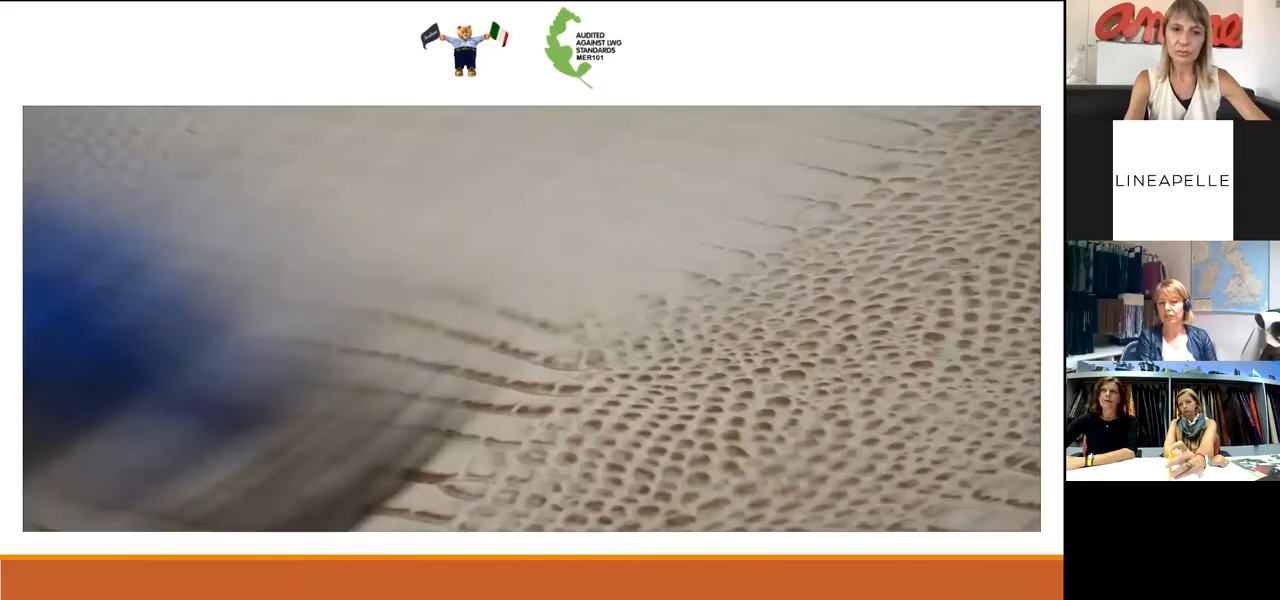 AUDITED
AGAINST LWG
STANDARDS
MER101
LINEAPELLE